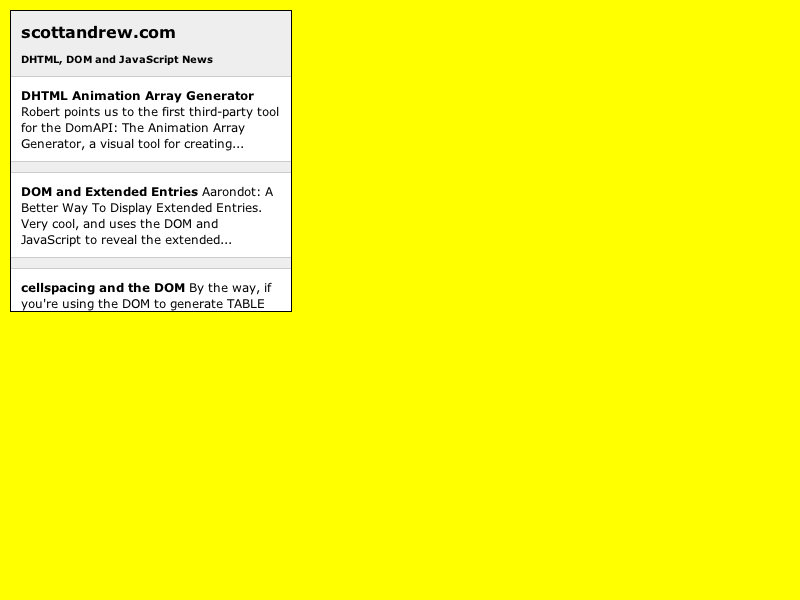 scottandrew.com
DHTML, DOM and JavaScript News
DHTML Animation Array Generator
Robert points us to the first third-party tool
for the DomAPI: The Animation Array
Generator, a visual tool for creating...
DOM and Extended Entries Aarondot: A
Better Way To Display Extended Entries.
Very cool, and uses the DOM and
JavaScript to reveal the extended...
cellspacing and the DOM By the way, if
you're using the DOM to generate TABLE